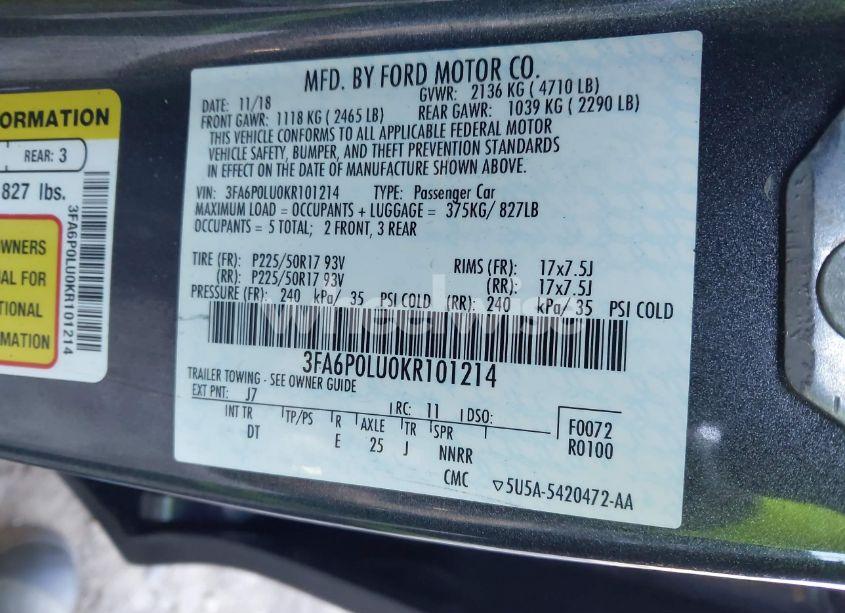 ORMATION
REAR: 3
827 lbs.
3FA6P0LU0KR101214
OWNERS
AL FOR
TIONAL
MATION
MFD. BY FORD MOTOR CO.
DATE: 11/18 GVWR: 2136 KG ( 4710 LB)
FRONT GAWR: 1118 KG ( 2465 LB) REAR GAWR: 1039 KG ( 2290 LB)
THIS VEHICLE CONFORMS TO ALL APPLICABLE FEDERAL MOTOR
VEHICLE SAFETY, BUMPER, AND THEFT PREVENTION STANDARDS
IN EFFECT ON THE DATE OF MANUFACTURE SHOWN ABOVE.
VIN: 3FA6P0LU0KR101214 TYPE: Passenger Car
MAXIMUM LOAD = OCCUPANTS + LUGGAGE = 375KG/ 827LB
OCCUPANTS = 5 TOTAL; 2 FRONT, 3 REAR
TIRE (FR): P225/50R17 93V RIMS (FR): 17x7.5J
(RR): P225/50R17 93V (RR): 17x7.5J
PRESSURE (FR): 240 kPa/ 35 PSI COLD (RR): 240 kPa/ 35 PSI COLD
wheelwise
3FA6P0LU0KR101214
TRAILER TOWING - SEE OWNER GUIDE
EXT PNT: J7 RC: 11 DSO:
INT TR TP/PS R AXLE TR SPR
DT E 25 J NNRR
CMC
F0072
R0100
▽5U5A-5420472-AA